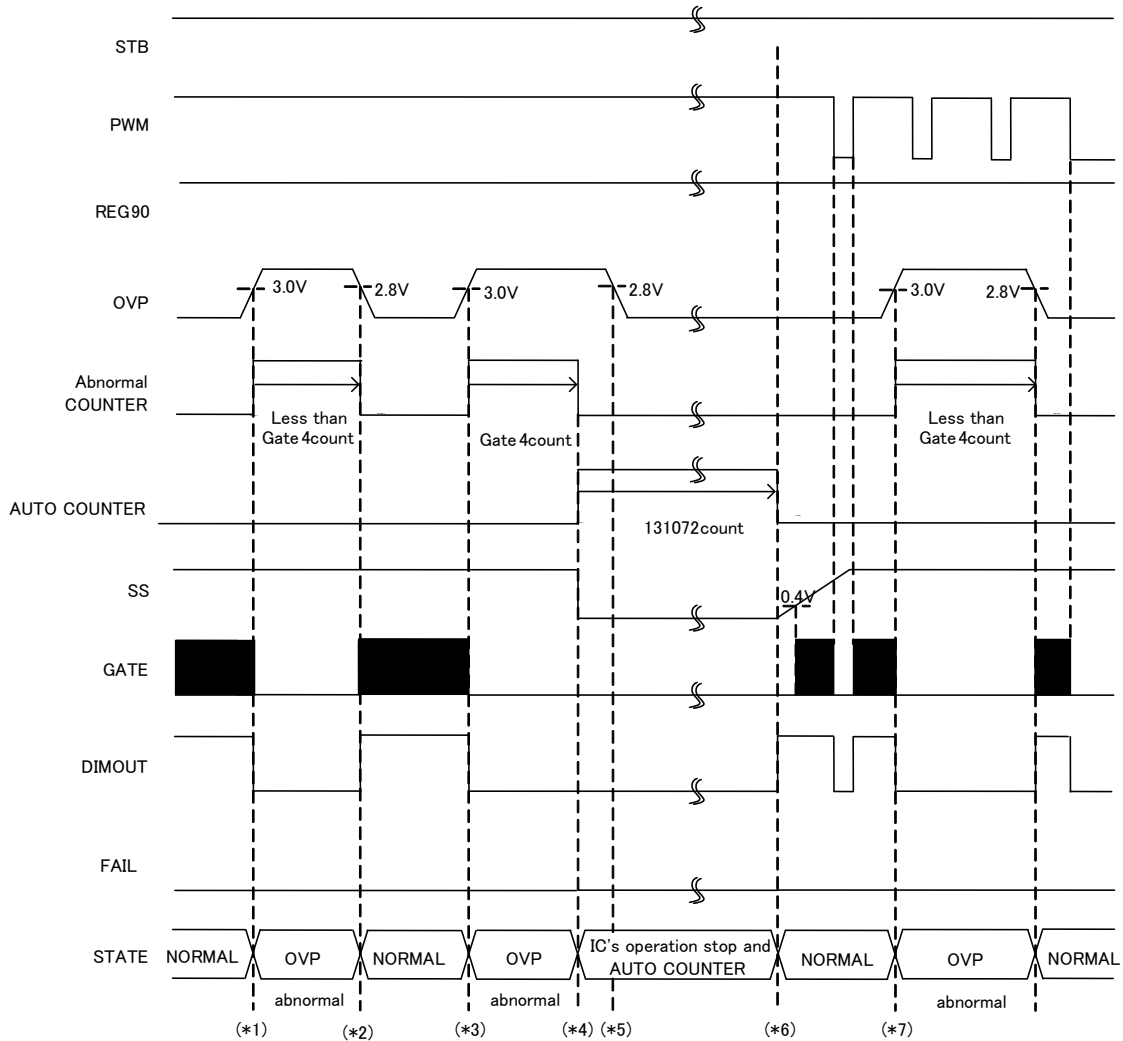 STB
PWM
REG90
OVP
3.0V
2.8V
3.0V
2.8V
3.0V
2.8V
Abnormal
COUNTER
Less than
Gate 4count
Gate 4count
Less than
Gate 4count
AUTO COUNTER
131072count
SS
0.4V
GATE
DIMOUT
FAIL
STATE
NORMAL
OVP
NORMAL
OVP
IC's operation stop and
AUTO COUNTER
NORMAL
OVP
NORMAL
abnormal
abnormal
abnormal
(*1)
(*2)
(*3)
(*4)
(*5)
(*6)
(*7)